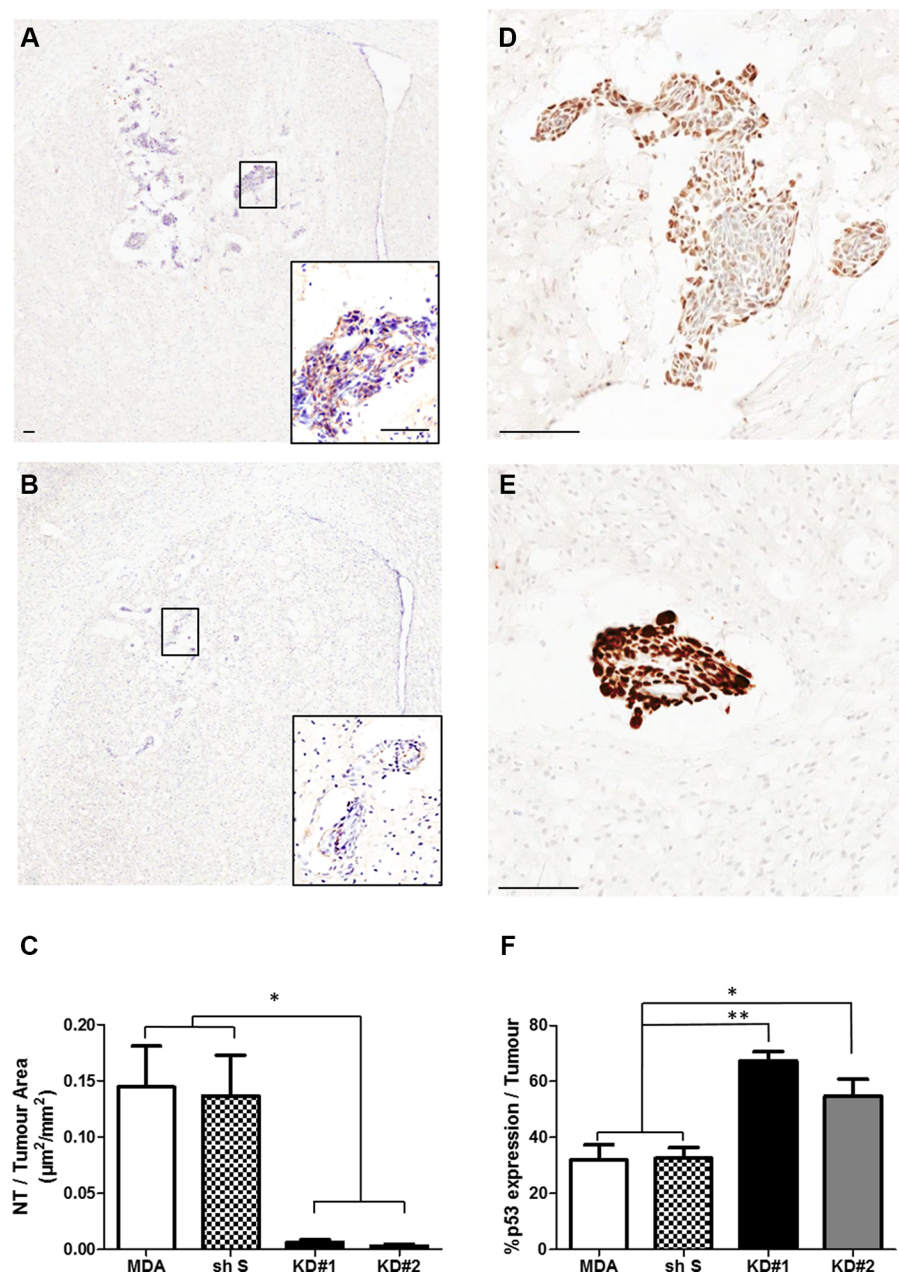 A
D
B
E
C
NT / Tumour Area
(µm²/mm²)
0.20
0.15
0.10
0.05
0.00
*
MDA
sh S
KD#1
KD#2
F
%p53 expression / Tumour
80
60
40
20
0
*
**
MDA
sh S
KD#1
KD#2